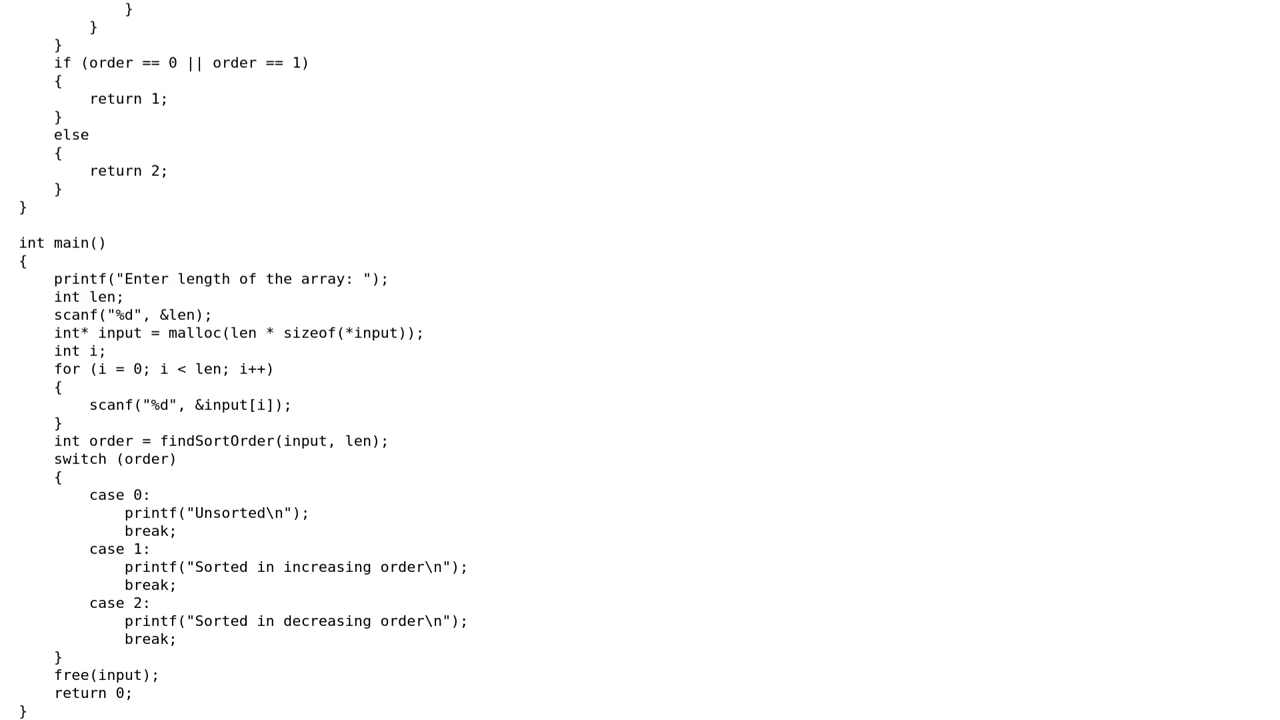 }
        }
    }
    if (order == 0 || order == 1)
    {
        return 1;
    }
    else
    {
        return 2;
    }
}

int main()
{
    printf("Enter length of the array: ");
    int len;
    scanf("%d", &len);
    int* input = malloc(len * sizeof(*input));
    int i;
    for (i = 0; i < len; i++)
    {
        scanf("%d", &input[i]);
    }
    int order = findSortOrder(input, len);
    switch (order)
    {
        case 0:
            printf("Unsorted\n");
            break;
        case 1:
            printf("Sorted in increasing order\n");
            break;
        case 2:
            printf("Sorted in decreasing order\n");
            break;
    }
    free(input);
    return 0;
}